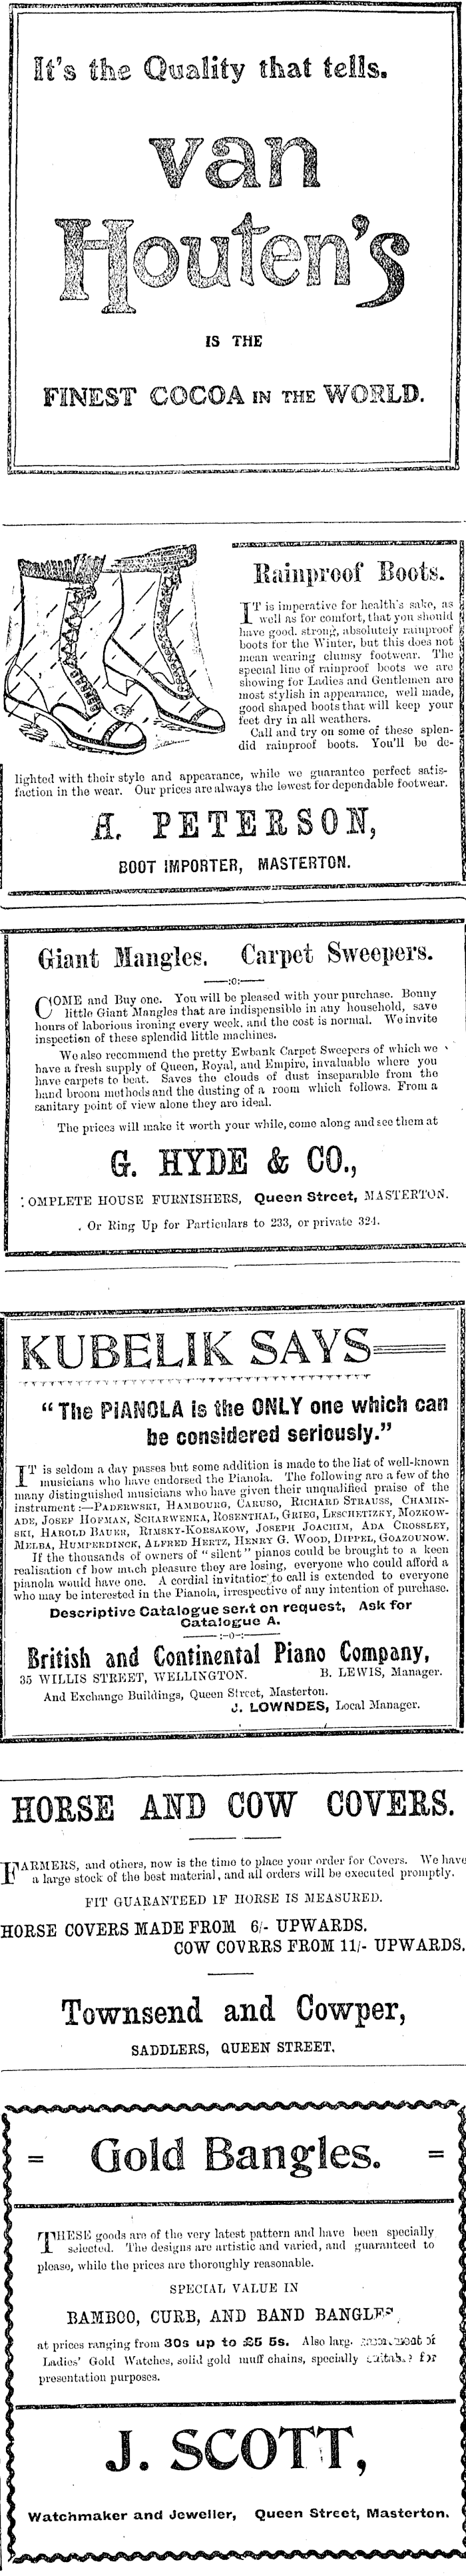 It's the Quality that tells.
van
Houten's
IS THE
FINEST COCOA IN THE WORLD.
Rainproof Boots.
IT is imperative for health's sake, as
well as for comfort, that you should
have good, strong, absolutely rainproof
boots for the Winter, but this does not
mean wearing clumsy footwear. The
special line of rainproof boots we are
showing for Ladies and Gentlemen are
most stylish in appearance, well made,
good shaped boots that will keep your
feet dry in all weathers.
Call and try on some of these splen-
did rainproof boots. You'll be de-
lighted with their style and appearance, while we guarantee perfect satis-
faction in the wear. Our prices are always the lowest for dependable footwear.
A. PETERSON,
BOOT IMPORTER, MASTERTON.
Giant Mangles. Carpet Sweepers.
——:o:——
COME and Buy one. You will be pleased with your purchase. Bonny
little Giant Mangles that are indispensible in any household, save
hours of laborious ironing every week, and the cost is normal. We invite
inspection of these splendid little machines.
We also recommend the pretty Ewbank Carpet Sweepers of which we
have a fresh supply of Queen, Royal, and Empire, invaluable where you
have carpets to beat. Saves the clouds of dust inseparable from the
hand broom methods and the dusting of a room which follows. From a
sanitary point of view alone they are ideal.
The prices will make it worth your while, come along and see them at
G. HYDE & CO.,
COMPLETE HOUSE FURNISHERS, Queen Street, MASTERTON.
Or Ring Up for Particulars to 233, or private 324.
KUBELIK SAYS
"The PIANOLA is the ONLY one which can
be considered seriously."
IT is seldom a day passes but some addition is made to the list of well-known
musicians who have endorsed the Pianola. The following are a few of the
many distinguished musicians who have given their unqualified praise of the
instrument:—PADERWSKI, HAMBOURG, CARUSO, RICHARD STRAUSS, CHAMIN-
ADE, JOSEF HOFMAN, SCHARWENKA, ROSENTHAL, GRIEG, LESCHETIZKY, MOZKOW-
SKI, HAROLD BAUER, RIMSKY-KORSAKOW, JOSEPH JOACHIM, ADA CROSSLEY,
MELBA, HUMPERDINCK, ALFRED HERTZ, HENRY G. WOOD, DIPPEL, GOAZOUNOW.
If the thousands of owners of "silent" pianos could be brought to a keen
realisation of how much pleasure they are losing, everyone who could afford a
pianola would have one. A cordial invitation to call is extended to everyone
who may be interested in the Pianola, irrespective of any intention of purchase.
Descriptive Catalogue sent on request, Ask for
Catalogue A.
——:-o-:——
British and Continental Piano Company,
35 WILLIS STREET, WELLINGTON. B. LEWIS, Manager.
And Exchange Buildings, Queen Street, Masterton.
J. LOWNDES, Local Manager.
HORSE AND COW COVERS.
FARMERS, and others, now is the time to place your order for Covers. We have
a large stock of the best material, and all orders will be executed promptly.
FIT GUARANTEED IF HORSE IS MEASURED.
HORSE COVERS MADE FROM 6/- UPWARDS.
COW COVRRS FROM 11/- UPWARDS.
Townsend and Cowper,
SADDLERS, QUEEN STREET.
= Gold Bangles. =
THESE goods are of the very latest pattern and have been specially
selected. The designs are artistic and varied, and guaranteed to
please, while the prices are thoroughly reasonable.
SPECIAL VALUE IN
BAMBOO, CURB, AND BAND BANGLES,
at prices ranging from 30s up to £5 5s. Also of
Ladies' Gold Watches, solid gold muff chains, specially suitable for
presentation purposes.
J. SCOTT,
Watchmaker and Jeweller, Queen Street, Masterton.